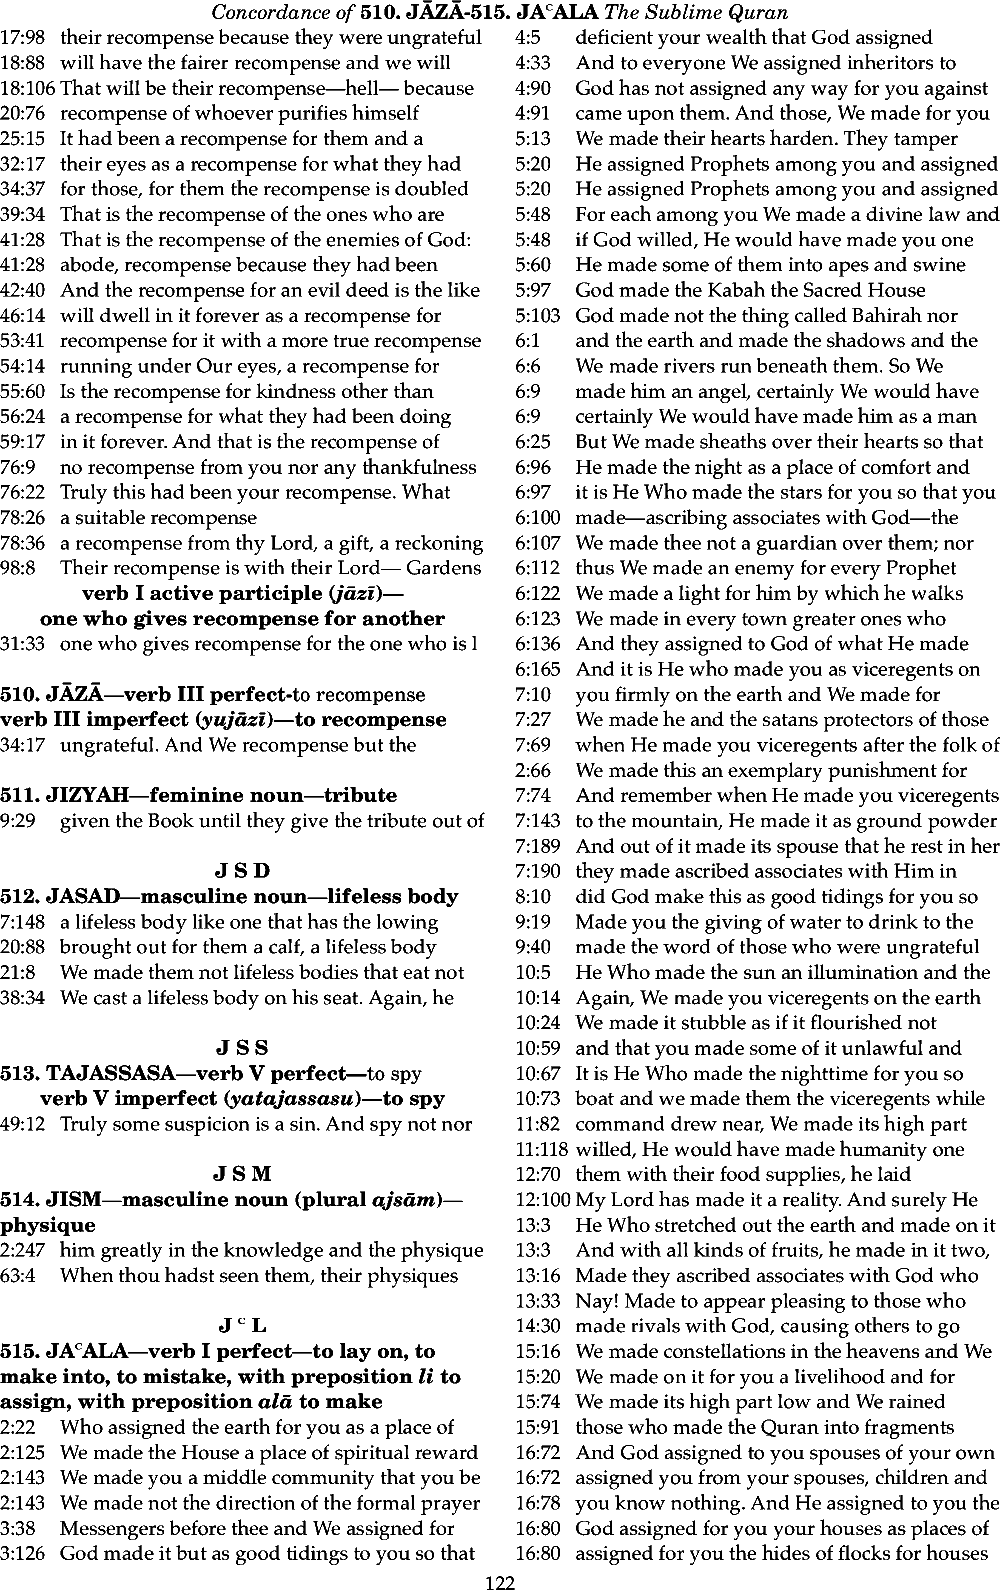 Concordance of 510. JĀZĀ-515. JAᶜALA The Sublime Quran
17:98 their recompense because they were ungrateful
18:88 will have the fairer recompense and we will
18:106 That will be their recompense—hell— because
20:76 recompense of whoever purifies himself
25:15 It had been a recompense for them and a
32:17 their eyes as a recompense for what they had
34:37 for those, for them the recompense is doubled
39:34 That is the recompense of the ones who are
41:28 That is the recompense of the enemies of God:
41:28 abode, recompense because they had been
42:40 And the recompense for an evil deed is the like
46:14 will dwell in it forever as a recompense for
53:41 recompense for it with a more true recompense
54:14 running under Our eyes, a recompense for
55:60 Is the recompense for kindness other than
56:24 a recompense for what they had been doing
59:17 in it forever. And that is the recompense of
76:9 no recompense from you nor any thankfulness
76:22 Truly this had been your recompense. What
78:26 a suitable recompense
78:36 a recompense from thy Lord, a gift, a reckoning
98:8 Their recompense is with their Lord— Gardens
verb I active participle (jāzī)—
one who gives recompense for another
31:33 one who gives recompense for the one who is l
510. JĀZĀ—verb III perfect-to recompense
verb III imperfect (yujāzī)—to recompense
34:17 ungrateful. And We recompense but the
511. JIZYAH—feminine noun—tribute
9:29 given the Book until they give the tribute out of
J S D
512. JASAD—masculine noun—lifeless body
7:148 a lifeless body like one that has the lowing
20:88 brought out for them a calf, a lifeless body
21:8 We made them not lifeless bodies that eat not
38:34 We cast a lifeless body on his seat. Again, he
J S S
513. TAJASSASA—verb V perfect—to spy
verb V imperfect (yatajassasu)—to spy
49:12 Truly some suspicion is a sin. And spy not nor
J S M
514. JISM—masculine noun (plural ajsām)—
physique
2:247 him greatly in the knowledge and the physique
63:4 When thou hadst seen them, their physiques
J ᶜ L
515. JAᶜALA—verb I perfect—to lay on, to
make into, to mistake, with preposition li to
assign, with preposition alā to make
2:22 Who assigned the earth for you as a place of
2:125 We made the House a place of spiritual reward
2:143 We made you a middle community that you be
2:143 We made not the direction of the formal prayer
3:38 Messengers before thee and We assigned for
3:126 God made it but as good tidings to you so that
4:5 deficient your wealth that God assigned
4:33 And to everyone We assigned inheritors to
4:90 God has not assigned any way for you against
4:91 came upon them. And those, We made for you
5:13 We made their hearts harden. They tamper
5:20 He assigned Prophets among you and assigned
5:20 He assigned Prophets among you and assigned
5:48 For each among you We made a divine law and
5:48 if God willed, He would have made you one
5:60 He made some of them into apes and swine
5:97 God made the Kabah the Sacred House
5:103 God made not the thing called Bahirah nor
6:1 and the earth and made the shadows and the
6:6 We made rivers run beneath them. So We
6:9 made him an angel, certainly We would have
6:9 certainly We would have made him as a man
6:25 But We made sheaths over their hearts so that
6:96 He made the night as a place of comfort and
6:97 it is He Who made the stars for you so that you
6:100 made—ascribing associates with God—the
6:107 We made thee not a guardian over them; nor
6:112 thus We made an enemy for every Prophet
6:122 We made a light for him by which he walks
6:123 We made in every town greater ones who
6:136 And they assigned to God of what He made
6:165 And it is He who made you as viceregents on
7:10 you firmly on the earth and We made for
7:27 We made he and the satans protectors of those
7:69 when He made you viceregents after the folk of
2:66 We made this an exemplary punishment for
7:74 And remember when He made you viceregents
7:143 to the mountain, He made it as ground powder
7:189 And out of it made its spouse that he rest in her
7:190 they made ascribed associates with Him in
8:10 did God make this as good tidings for you so
9:19 Made you the giving of water to drink to the
9:40 made the word of those who were ungrateful
10:5 He Who made the sun an illumination and the
10:14 Again, We made you viceregents on the earth
10:24 We made it stubble as if it flourished not
10:59 and that you made some of it unlawful and
10:67 It is He Who made the nighttime for you so
10:73 boat and we made them the viceregents while
11:82 command drew near, We made its high part
11:118 willed, He would have made humanity one
12:70 them with their food supplies, he laid
12:100 My Lord has made it a reality. And surely He
13:3 He Who stretched out the earth and made on it
13:3 And with all kinds of fruits, he made in it two,
13:16 Made they ascribed associates with God who
13:33 Nay! Made to appear pleasing to those who
14:30 made rivals with God, causing others to go
15:16 We made constellations in the heavens and We
15:20 We made on it for you a livelihood and for
15:74 We made its high part low and We rained
15:91 those who made the Quran into fragments
16:72 And God assigned to you spouses of your own
16:72 assigned you from your spouses, children and
16:78 you know nothing. And He assigned to you the
16:80 God assigned for you your houses as places of
16:80 assigned for you the hides of flocks for houses
122